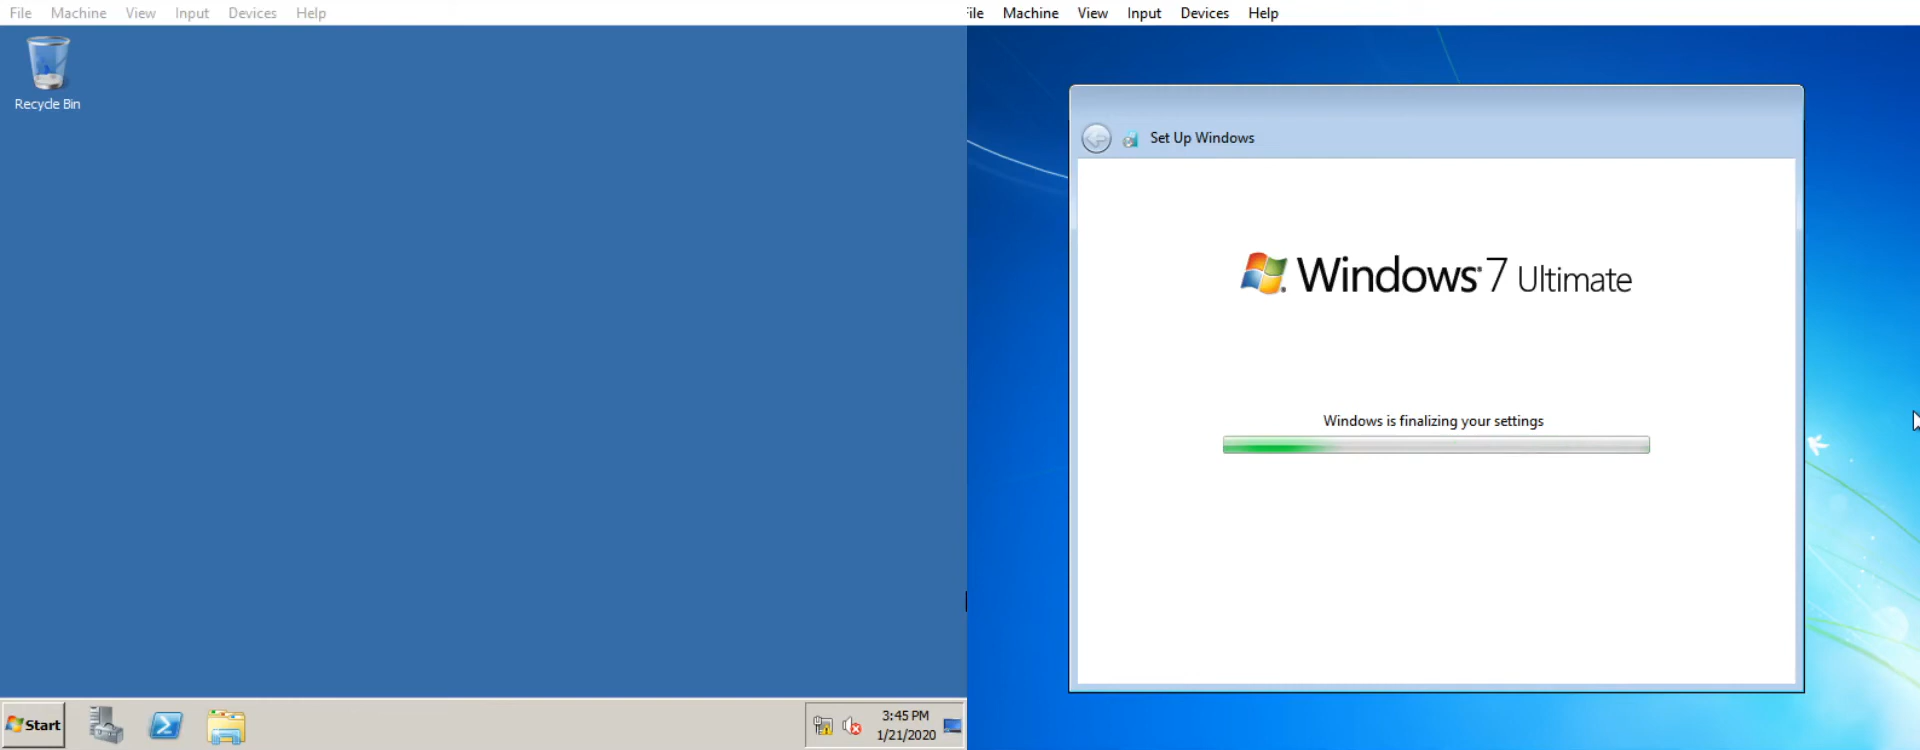 File Machine View Input Devices Help
Recycle Bin
Start
3:45 PM
1/21/2020
ile Machine View Input Devices Help
Set Up Windows
Windows 7 Ultimate
Windows is finalizing your settings